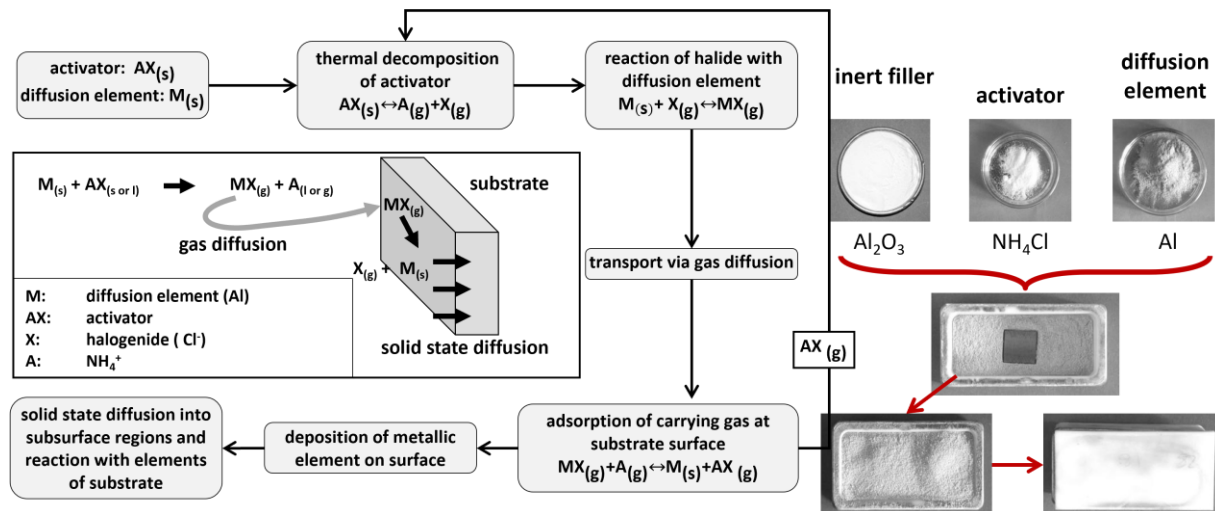 activator: AX(s)
diffusion element: M(s)
thermal decomposition
of activator
AX(s)↔A(g)+X(g)
reaction of halide with
diffusion element
M(s)+ X(g)↔MX(g)
M(s) + AX(s or l)
MX(g) + A(l or g)
gas diffusion
substrate
MX(g)
X(g) + M(s)
solid state diffusion
M: diffusion element (Al)
AX: activator
X: halogenide ( Cl-)
A: NH4+
transport via gas diffusion
AX (g)
adsorption of carrying gas at
substrate surface
MX(g)+A(g)↔M(s)+AX (g)
deposition of metallic
element on surface
solid state diffusion into
subsurface regions and
reaction with elements
of substrate
inert filler
activator
diffusion
element
Al2O3
NH4Cl
Al